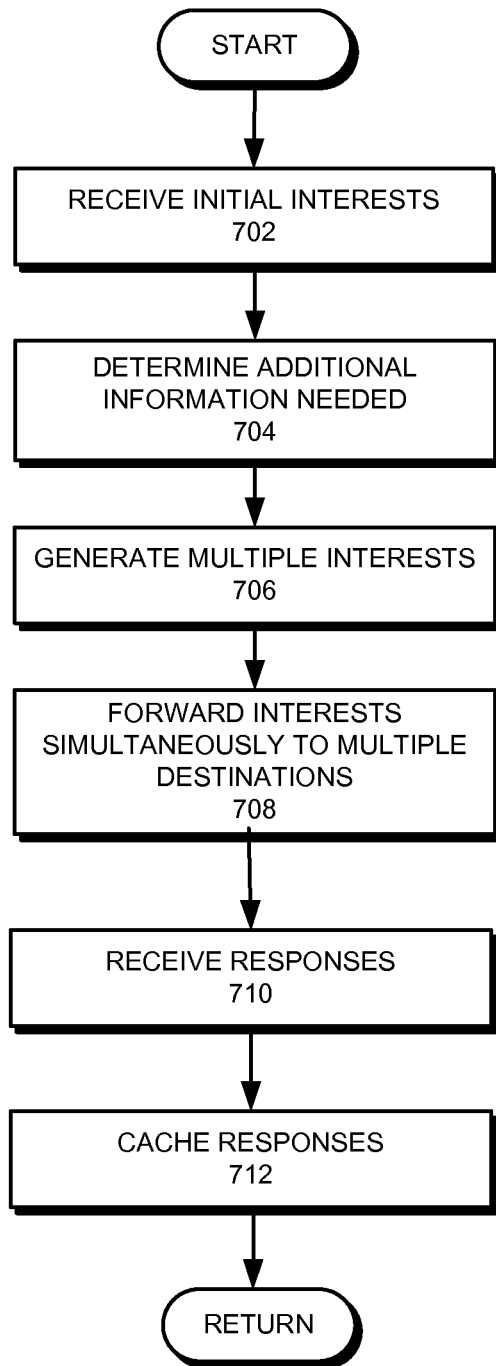 START
RECEIVE INITIAL INTERESTS
702
DETERMINE ADDITIONAL
INFORMATION NEEDED
704
GENERATE MULTIPLE INTERESTS
706
FORWARD INTERESTS
SIMULTANEOUSLY TO MULTIPLE
DESTINATIONS
708
RECEIVE RESPONSES
710
CACHE RESPONSES
712
RETURN